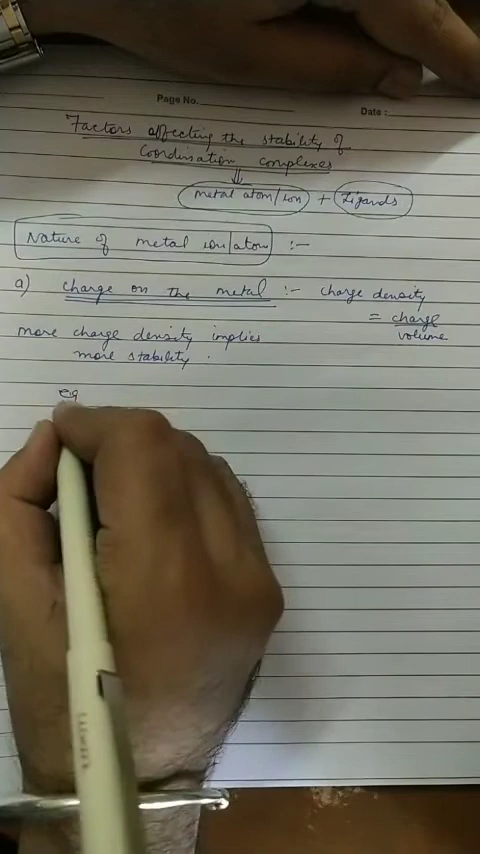 Page No.
Date :
Factors affecting the stability of
coordination complexes
⇓
metal atom/ion + Ligands
Nature of metal ion/atom :-
a) charge on the metal :- charge density
= charge
volume
more charge density implies
more stability .
eg